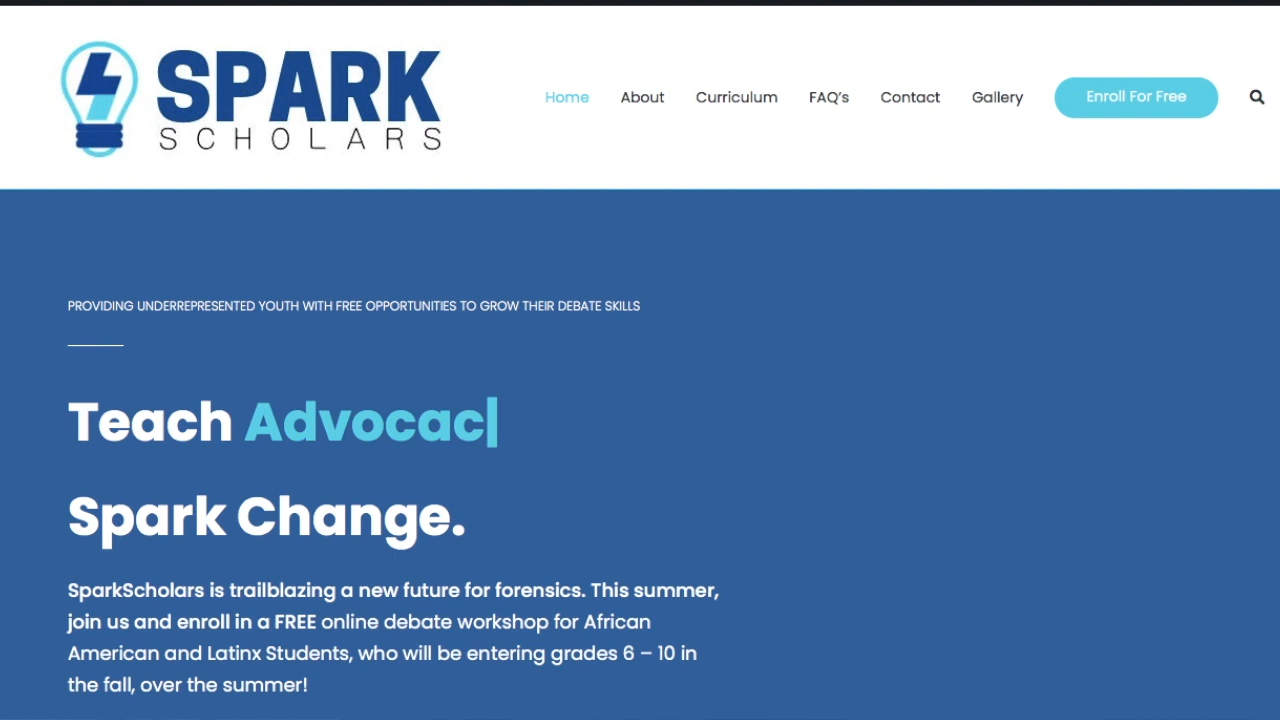 SPARK
SCHOLARS
Home About Curriculum FAQ's Contact Gallery Enroll For Free
PROVIDING UNDERREPRESENTED YOUTH WITH FREE OPPORTUNITIES TO GROW THEIR DEBATE SKILLS
Teach Advocac|
Spark Change.
SparkScholars is trailblazing a new future for forensics. This summer,
join us and enroll in a FREE online debate workshop for African
American and Latinx Students, who will be entering grades 6 – 10 in
the fall, over the summer!